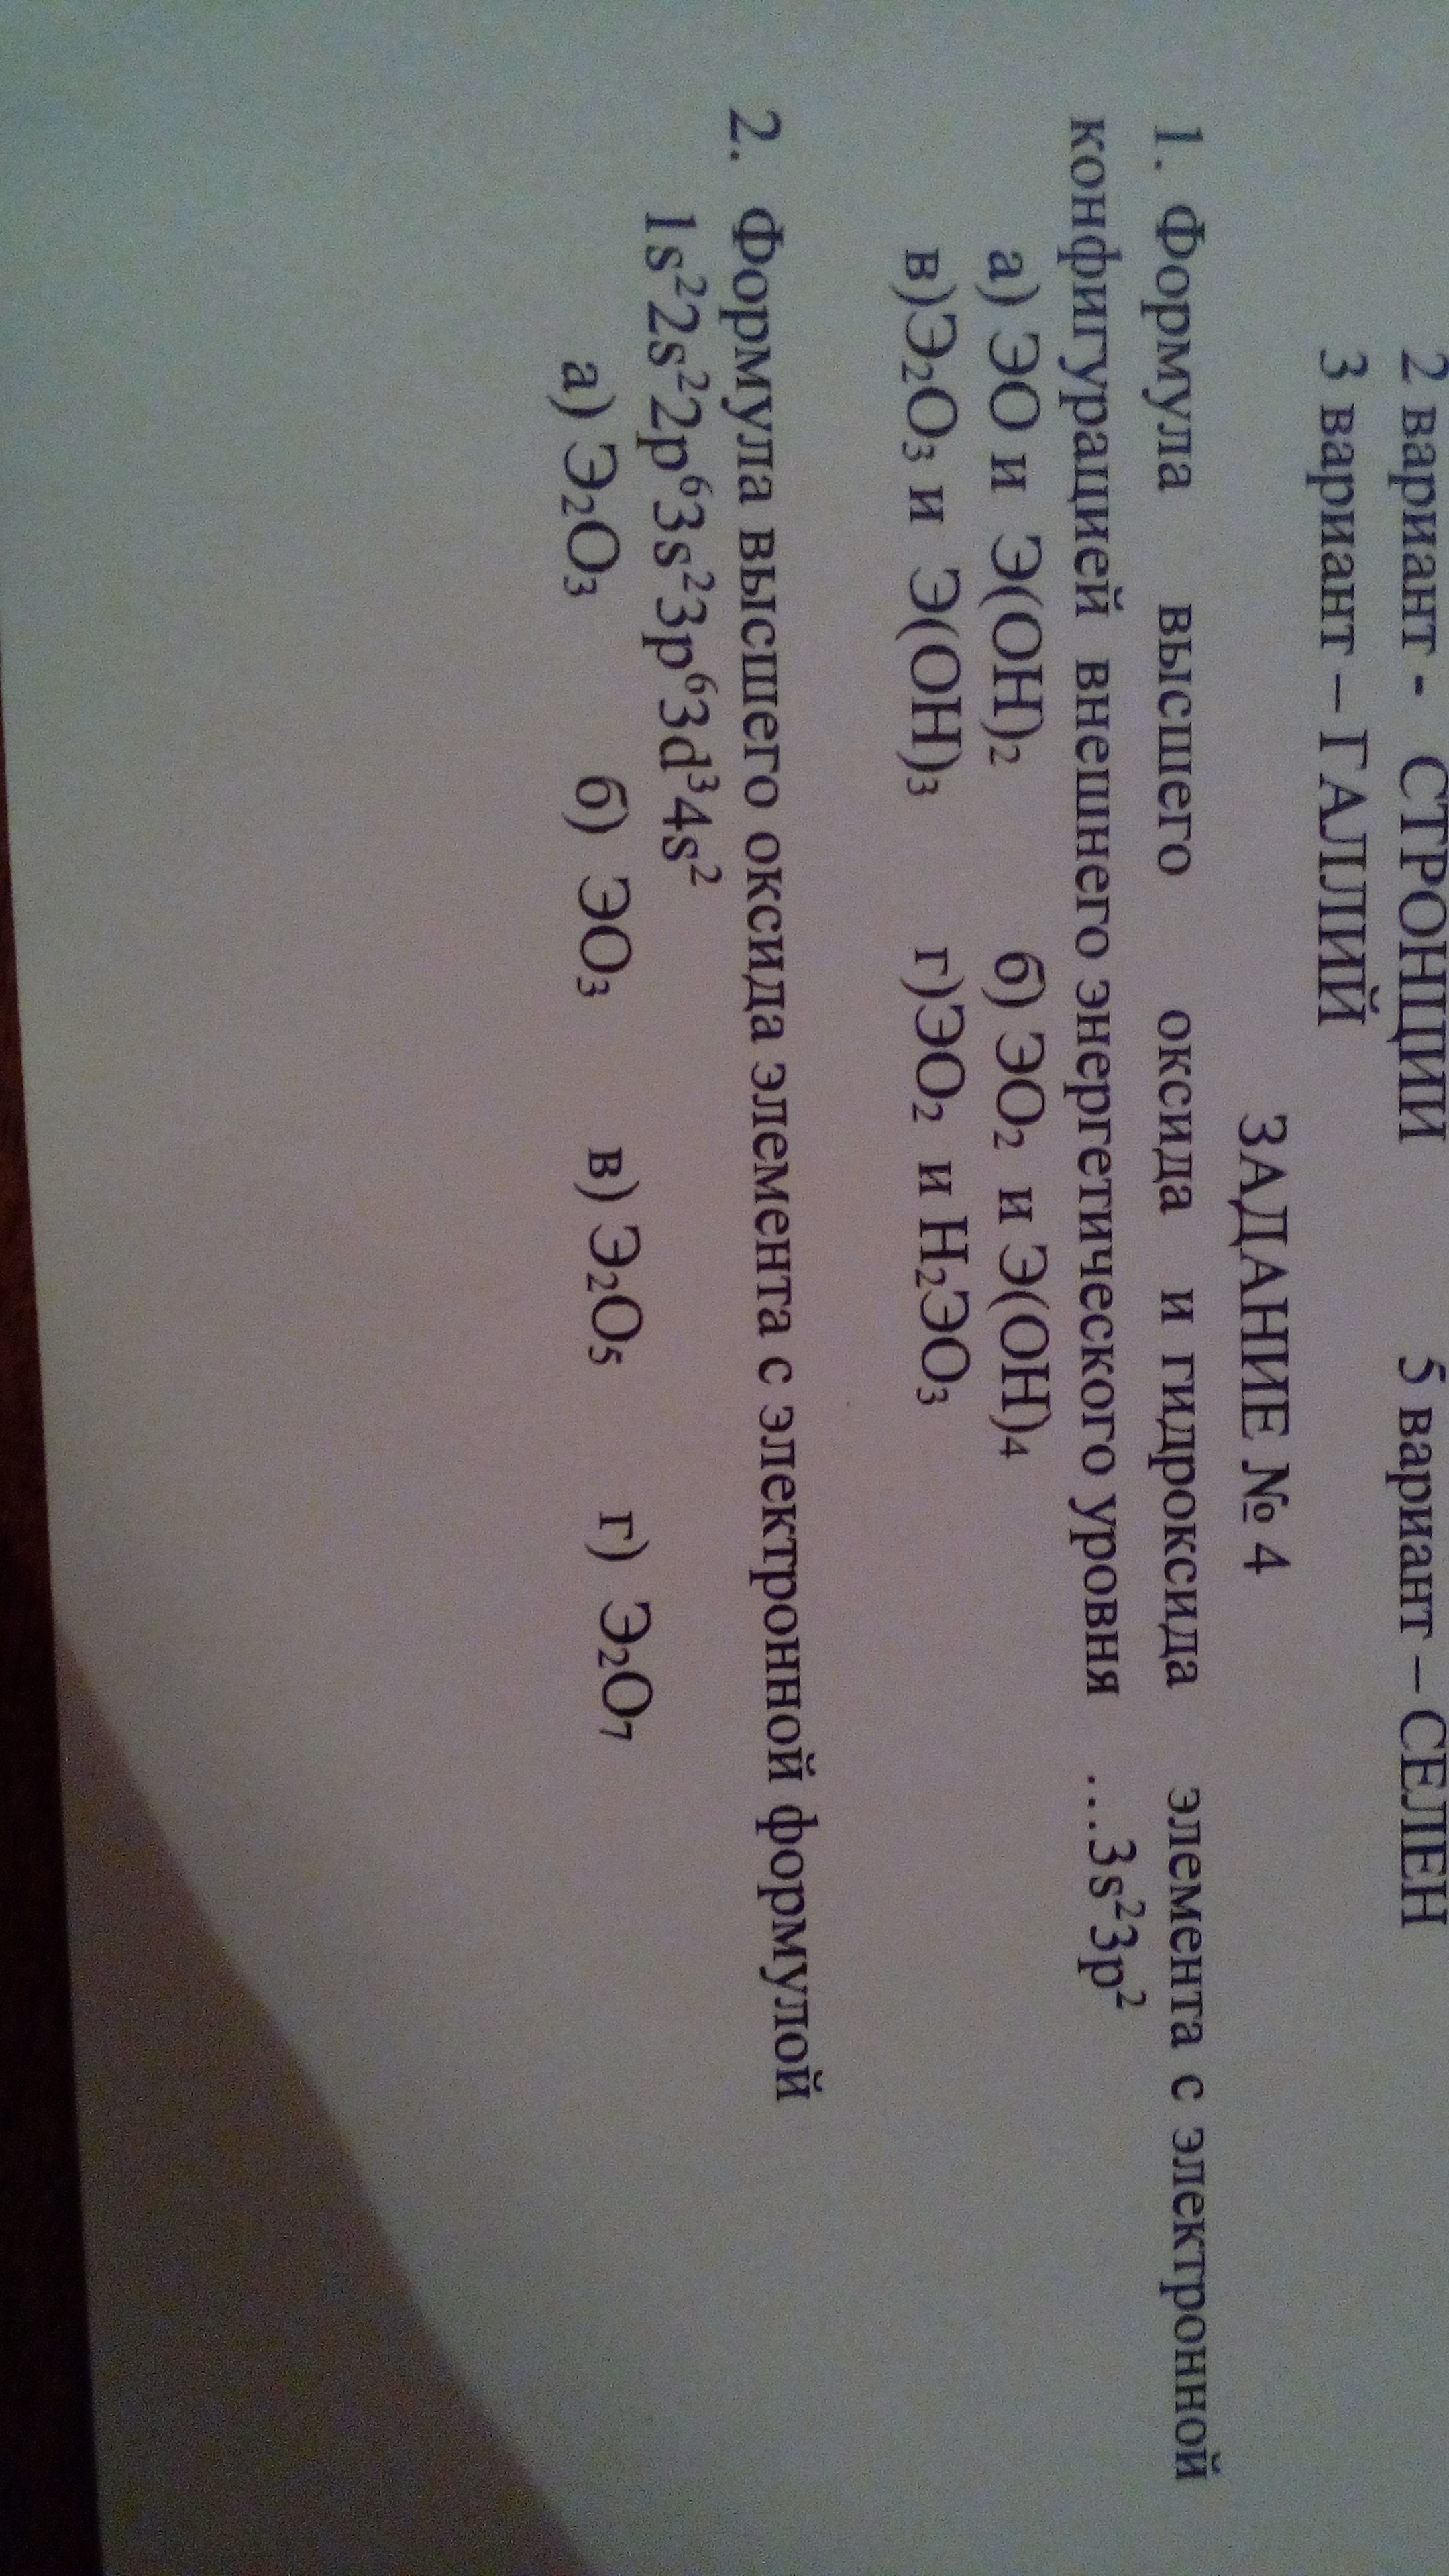 2 вариант - СТРОНЦИЙ 5 вариант – СЕЛЕН
3 вариант – ГАЛЛИЙ
ЗАДАНИЕ № 4
1. Формула высшего оксида и гидроксида элемента с электронной
конфигурацией внешнего энергетического уровня …3s²3p²
а) ЭО и Э(ОН)₂ б) ЭО₂ и Э(ОН)₄
в)Э₂О₃ и Э(ОН)₃ г)ЭО₂ и Н₂ЭО₃
2. Формула высшего оксида элемента с электронной формулой
1s²2s²2p⁶3s²3p⁶3d³4s²
а) Э₂О₃ б) ЭО₃ в) Э₂О₅ г) Э₂О₇